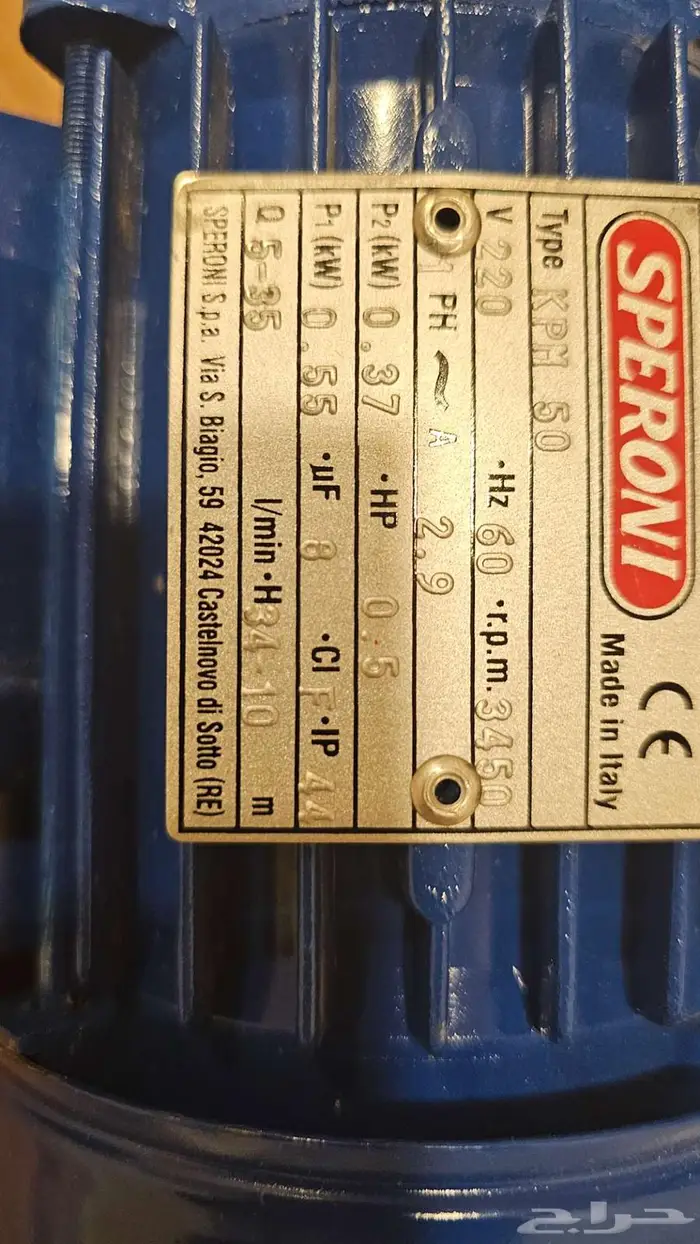 SPERONI
CE
Made in Italy
Type KPM 50
V 220 •Hz 60 •r.p.m. 3450
1 PH ~ A 2.9
P2 (kW) 0.37 •HP 0.5
P1 (kW) 0.55 •µF 8 •Cl F •IP 44
Q 5-35 l/min •H 34-10 m
SPERONI S.p.a. Via S. Biagio, 59 42024 Castelnovo di Sotto (RE)
حراج